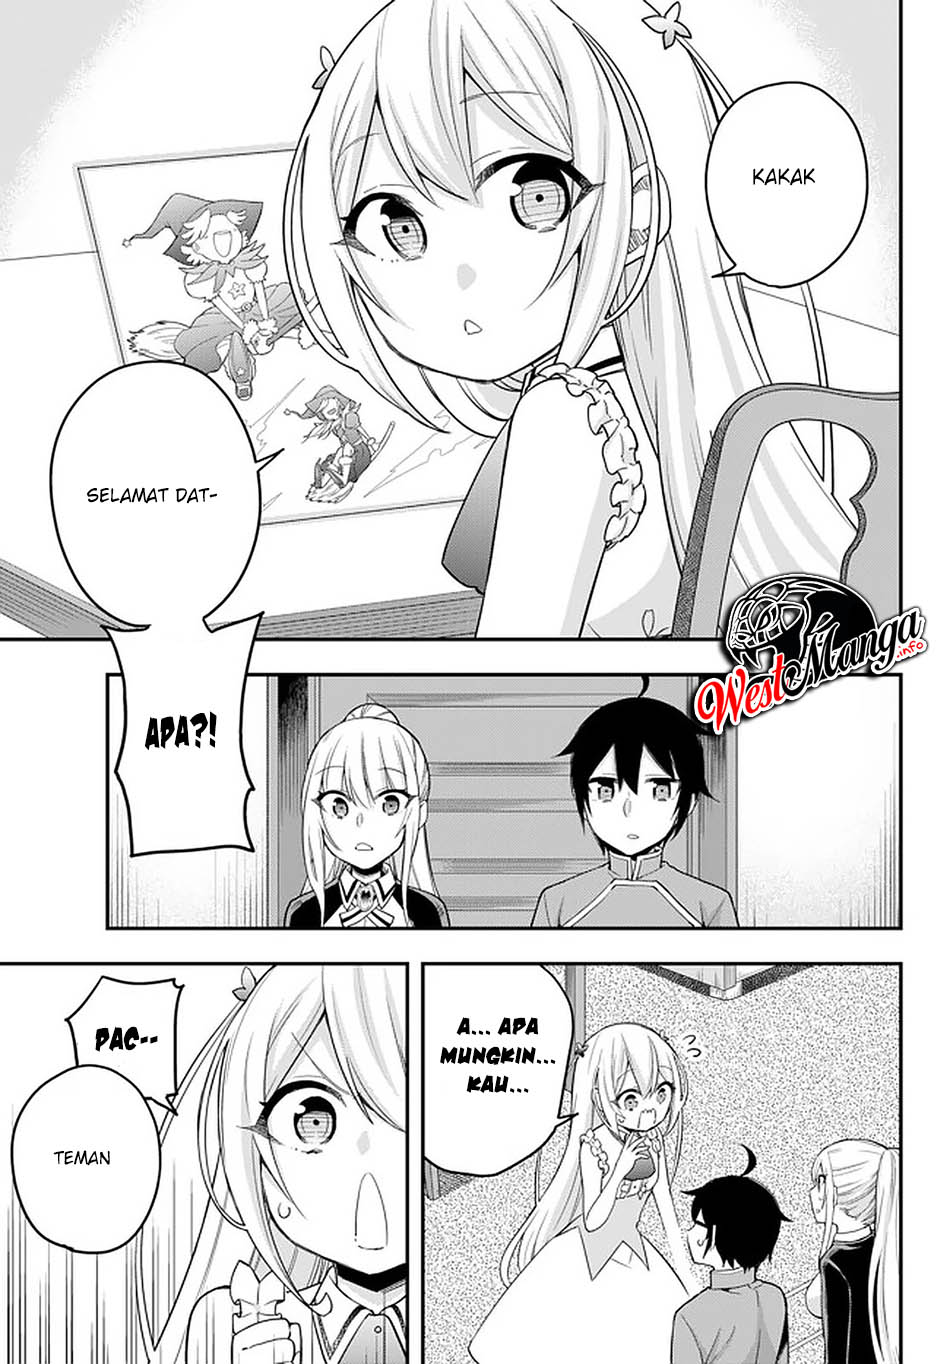 KAKAK
SELAMAT DAT-
APA?!
WestManga
.info
A... APA
MUNGKIN...
KAU...
PAC--
TEMAN